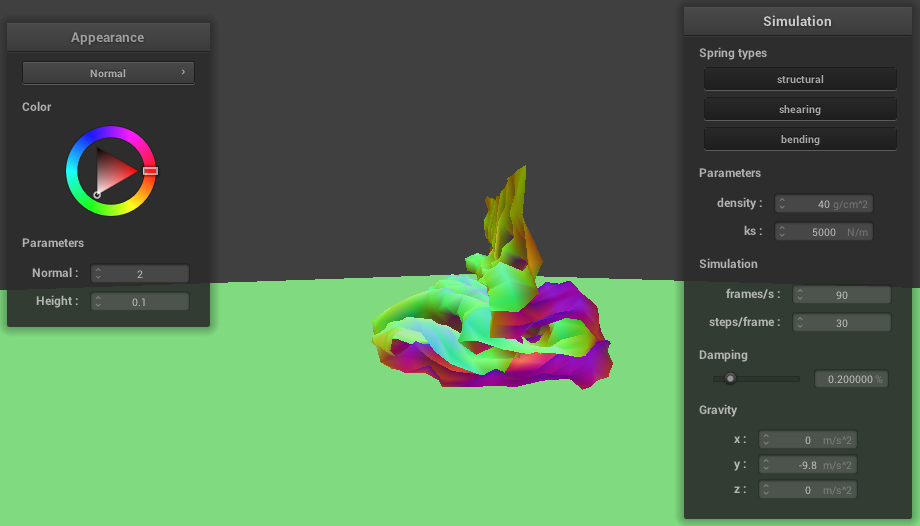 Appearance
Normal
Color
Parameters
Normal : 2
Height : 0.1
Simulation
Spring types
structural
shearing
bending
Parameters
density : 40 g/cm^2
ks : 5000 N/m
Simulation
frames/s : 90
steps/frame : 30
Damping
0.200000 %
Gravity
x : 0 m/s^2
y : -9.8 m/s^2
z : 0 m/s^2